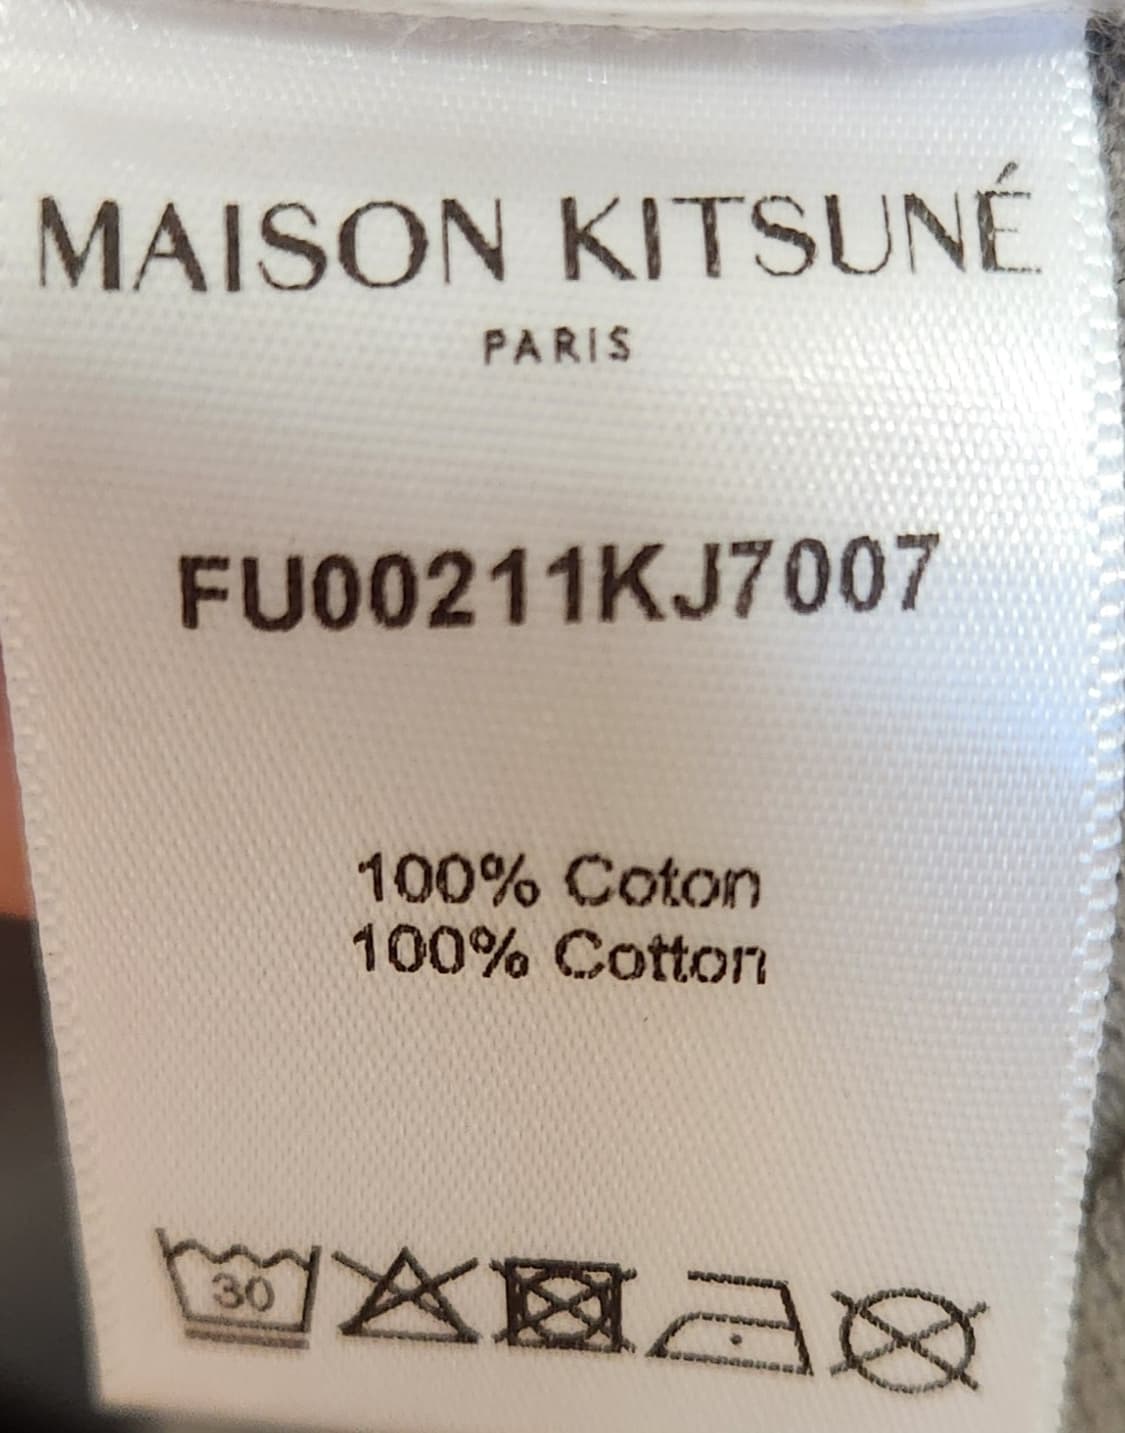 MAISON KITSUNÉ
PARIS
FU00211KJ7007
100% Coton
100% Cotton
30